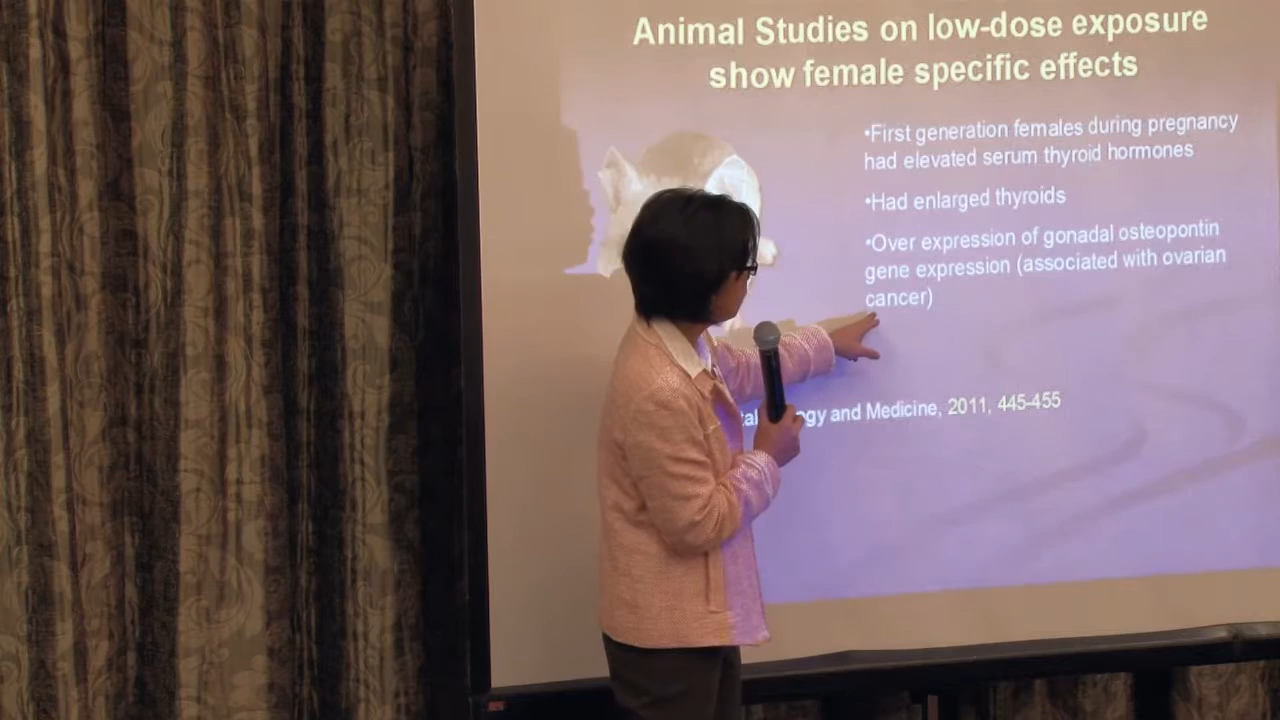 Animal Studies on low-dose exposure
show female specific effects
•First generation females during pregnancy
had elevated serum thyroid hormones
•Had enlarged thyroids
•Over expression of gonadal osteopontin
gene expression (associated with ovarian
cancer)
and Medicine, 2011, 445-455